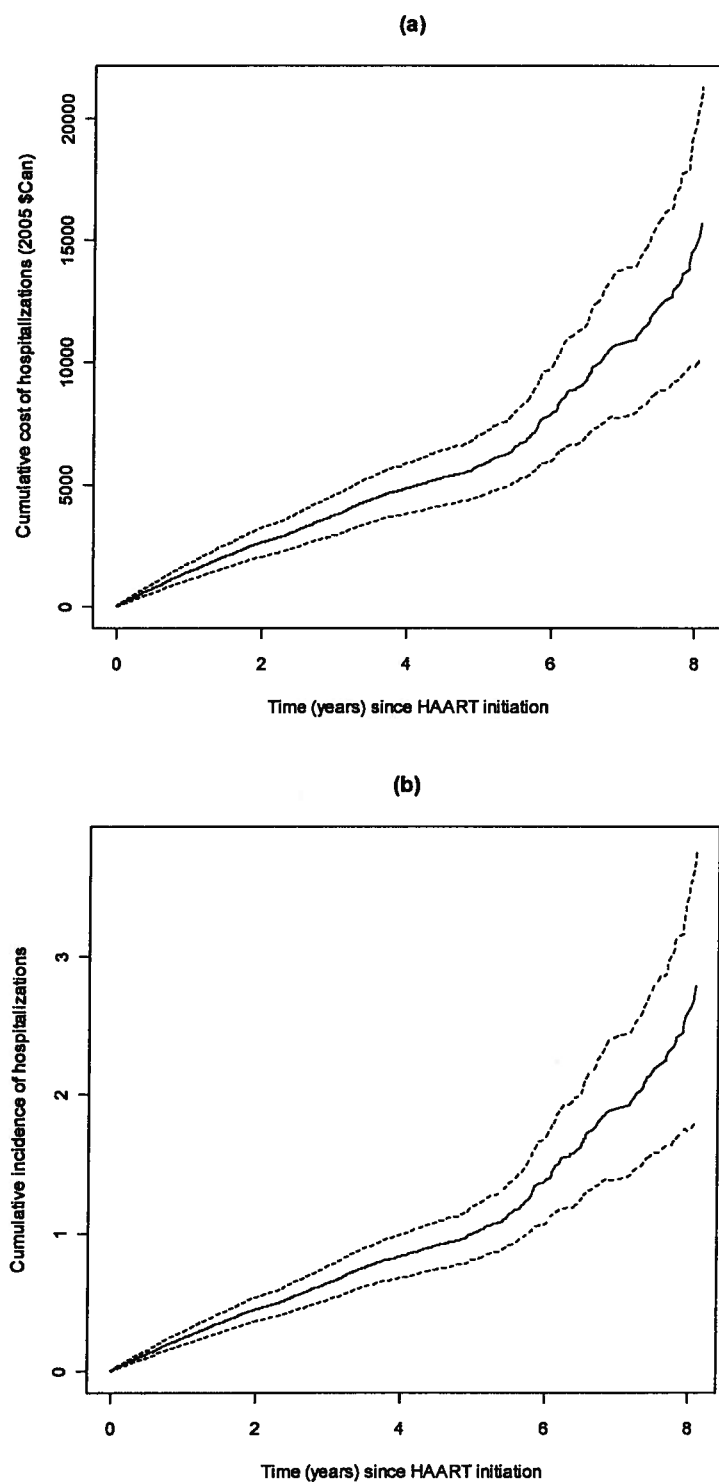 (a)
Cumulative cost of hospitalizations (2005 $Can)
20000
15000
10000
5000
0
0 2 4 6 8
Time (years) since HAART initiation
(b)
Cumulative incidence of hospitalizations
3
2
1
0
0 2 4 6 8
Time (years) since HAART initiation